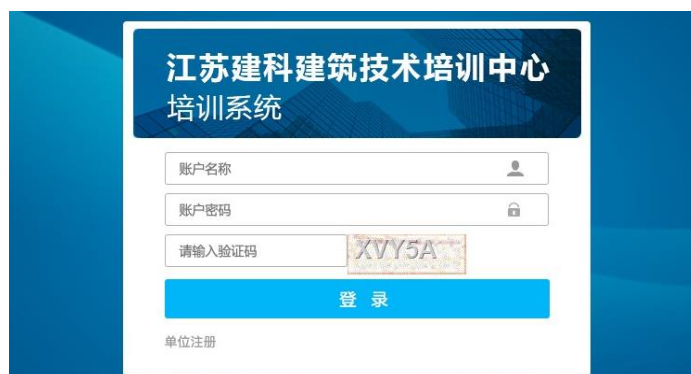 江苏建科建筑技术培训中心
培训系统
账户名称
账户密码
请输入验证码
XVY5A
登 录
单位注册